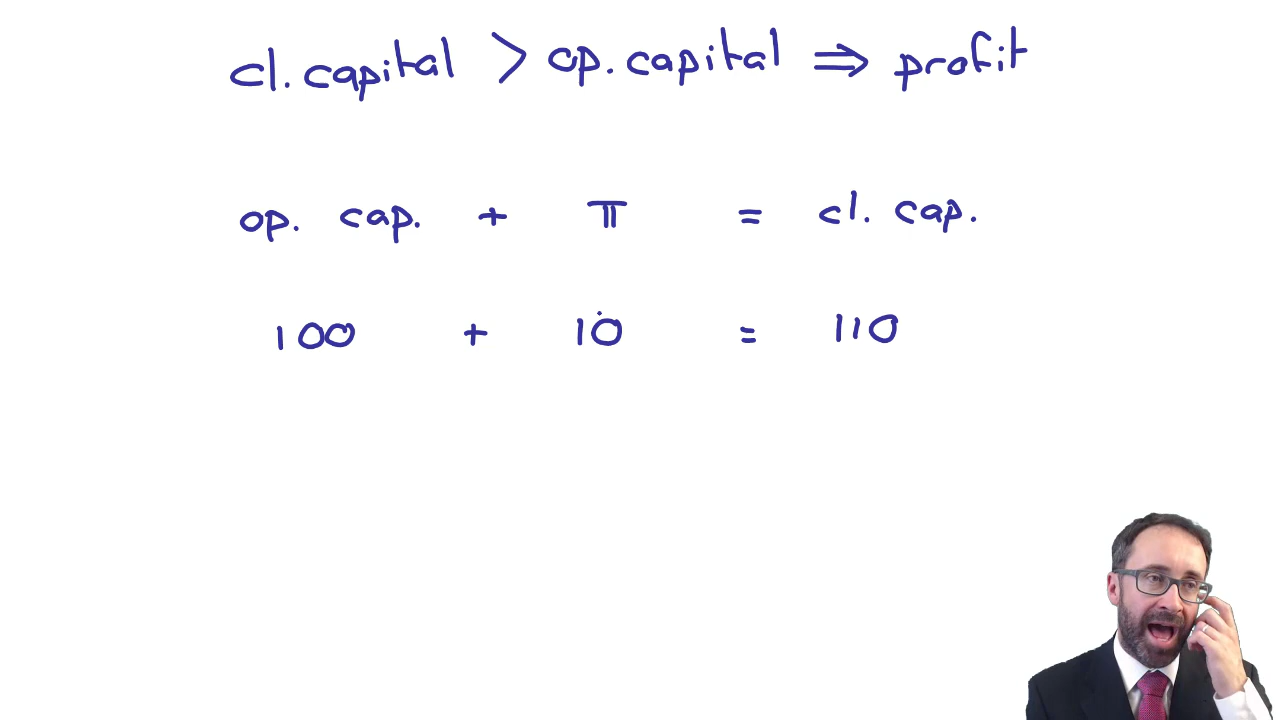 cl. capital > op. capital ⇒ profit
op. cap. + π = cl. cap.
100 + 10 = 110